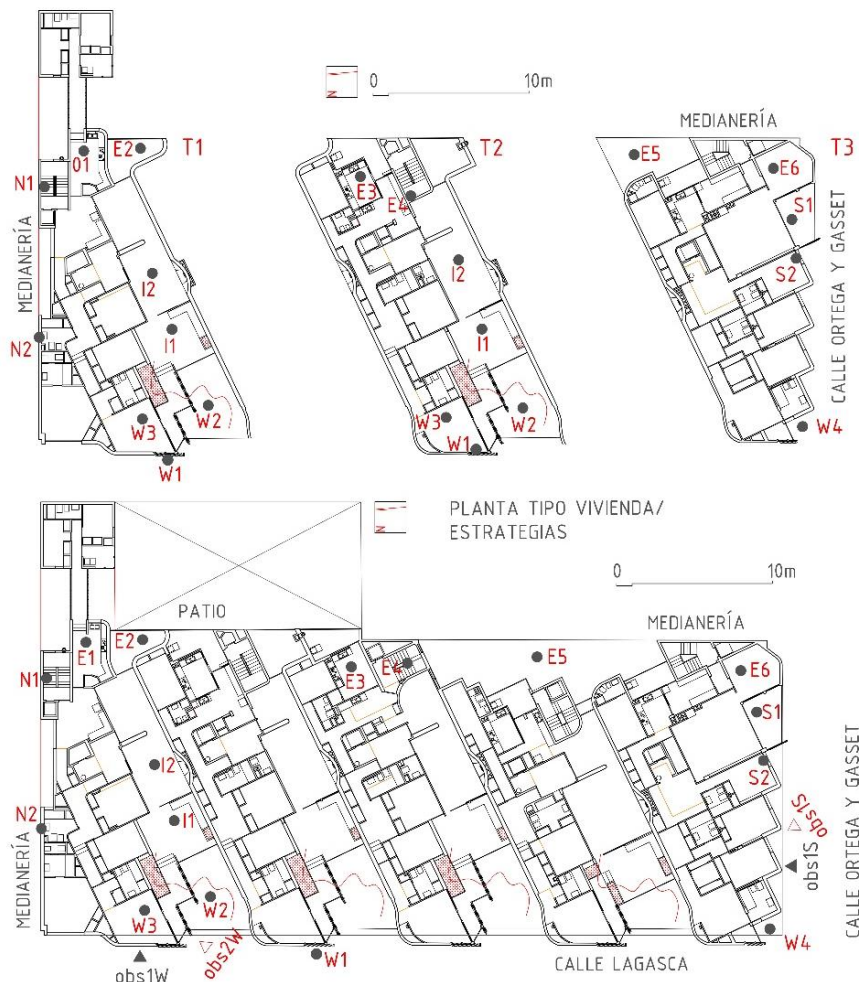 N
0
10m
MEDIANERÍA
E2
T1
01
N1
MEDIANERÍA
I2
N2
I1
W3
W2
W1
T2
E3
E4
I2
I1
W3
W2
W1
T3
E5
E6
S1
S2
CALLE ORTEGA Y GASSET
W4
N
PLANTA TIPO VIVIENDA/
ESTRATEGIAS
0
10m
PATIO
MEDIANERÍA
E1
E2
N1
E3
E4
E5
E6
S1
S2
I2
N2
I1
MEDIANERÍA
W3
W2
obs1W
obs2W
W1
CALLE LAGASCA
W4
obs1S
obs1S
CALLE ORTEGA Y GASSET